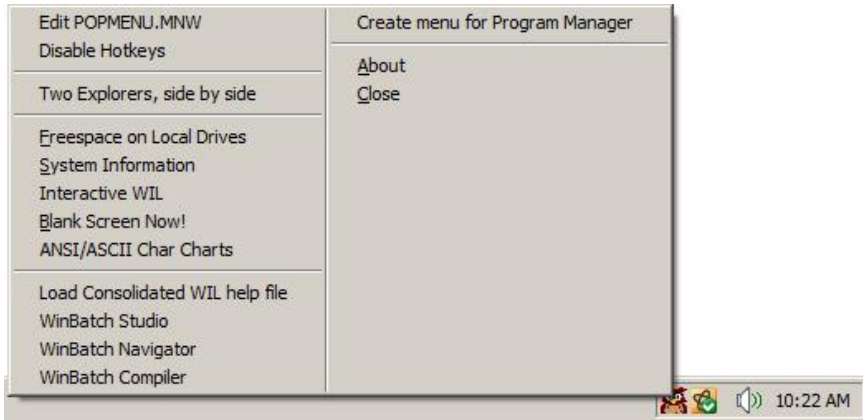 Edit POPMENU.MNW
Disable Hotkeys
Two Explorers, side by side
Freespace on Local Drives
System Information
Interactive WIL
Blank Screen Now!
ANSI/ASCII Char Charts
Load Consolidated WIL help file
WinBatch Studio
WinBatch Navigator
WinBatch Compiler
Create menu for Program Manager
About
Close
10:22 AM